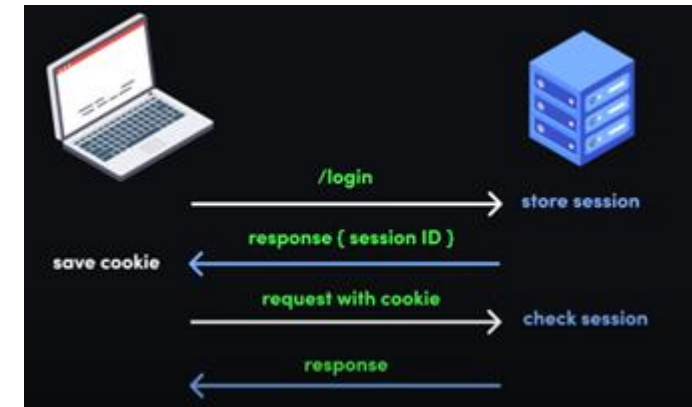 /login
store session
response { session ID }
save cookie
request with cookie
check session
response